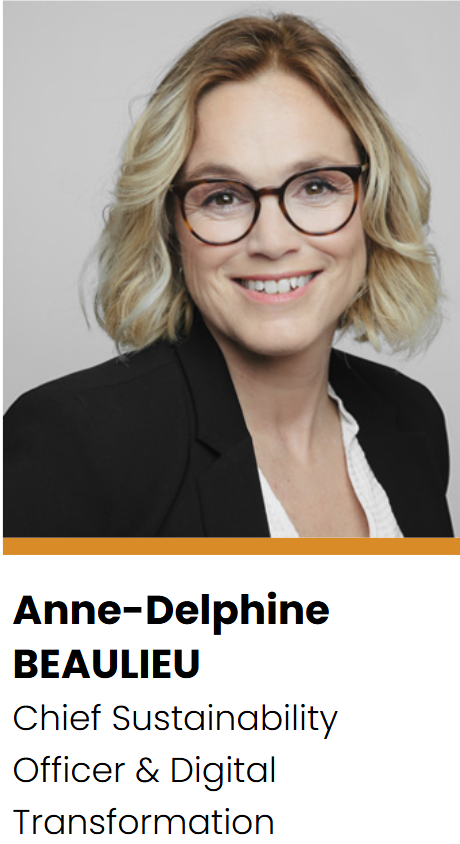 Anne-Delphine
BEAULIEU
Chief Sustainability
Officer & Digital
Transformation